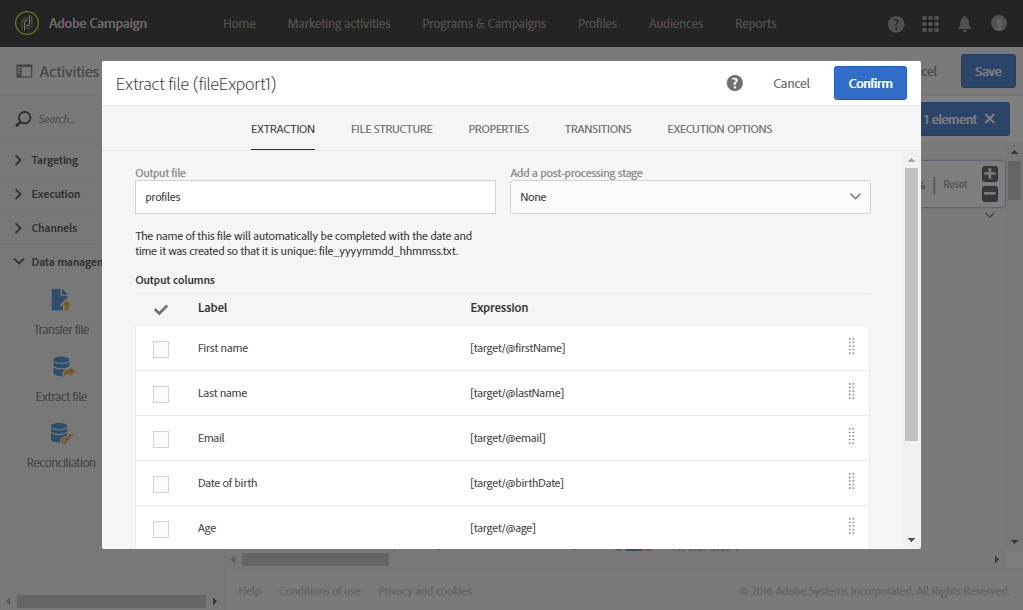 Adobe Campaign
Home
Marketing activities
Programs & Campaigns
Profiles
Audiences
Reports
Activities
Save
Search...
1 element
Extract file (fileExport1)
Cancel
Confirm
EXTRACTION
FILE STRUCTURE
PROPERTIES
TRANSITIONS
EXECUTION OPTIONS
Targeting
Execution
Channels
Transfer file
Extract file
Reconciliation
Reset
Output file
Add a post-processing stage
profiles
None
The name of this file will automatically be completed with the date and
time it was created so that it is unique: file_yyyymmdd_hhmmss.txt.
Output columns
Label
Expression
First name
[target/@firstName]
Last name
[target/@lastName]
Email
[target/@email]
Date of birth
[target/@birthDate]
Age
[target/@age]
Help
Conditions of use
Privacy and cookies
© 2016 Adobe Systems Incorporated. All Rights Reserved.